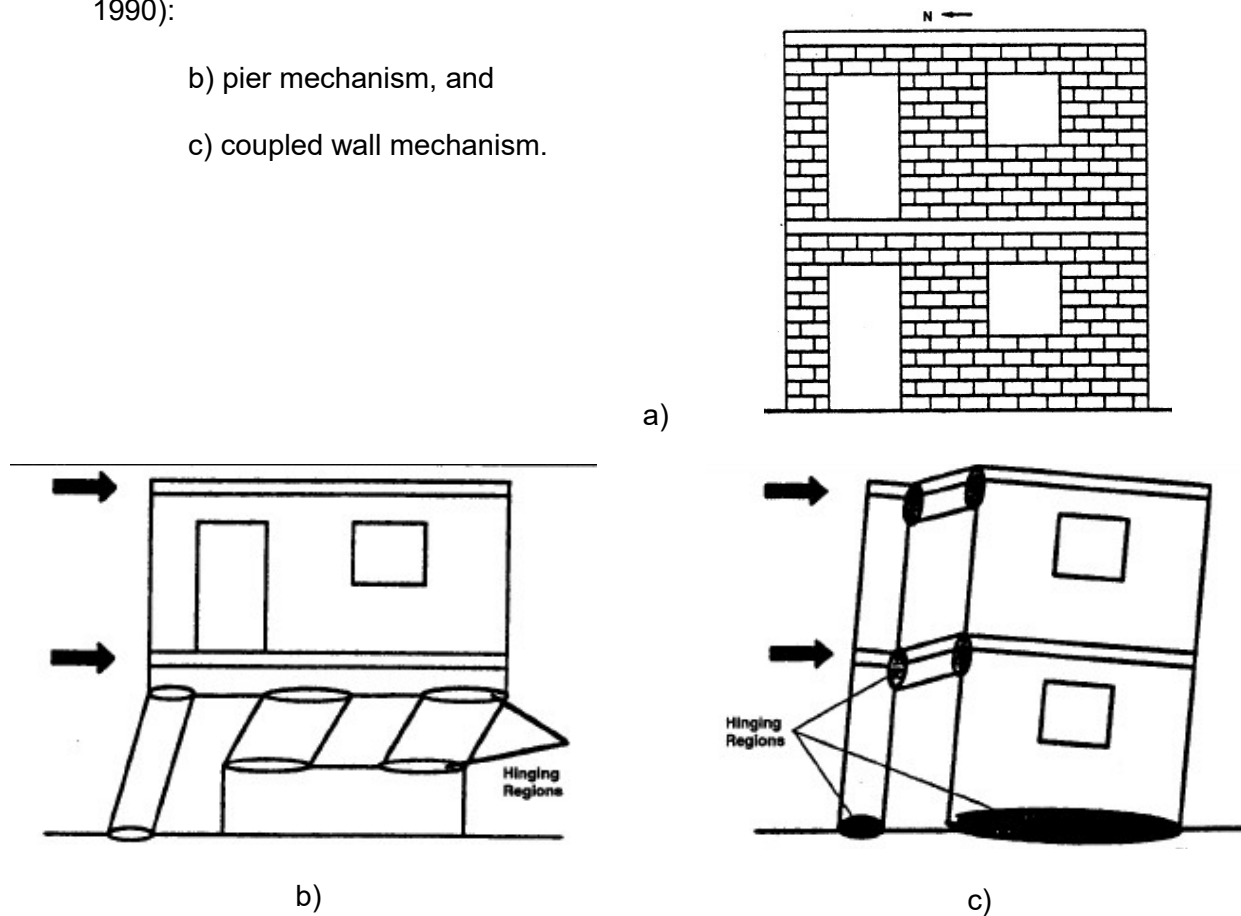 1990):
b) pier mechanism, and
c) coupled wall mechanism.
N
a)
Hinging
Regions
b)
Hinging
Regions
c)